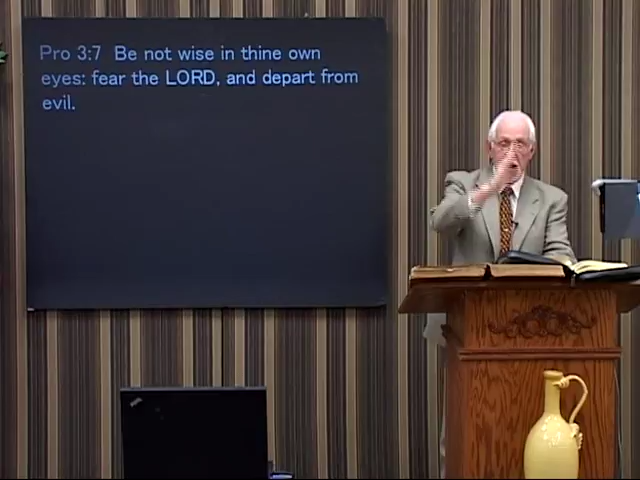 Pro 3:7 Be not wise in thine own
eyes: fear the LORD, and depart from
evil.